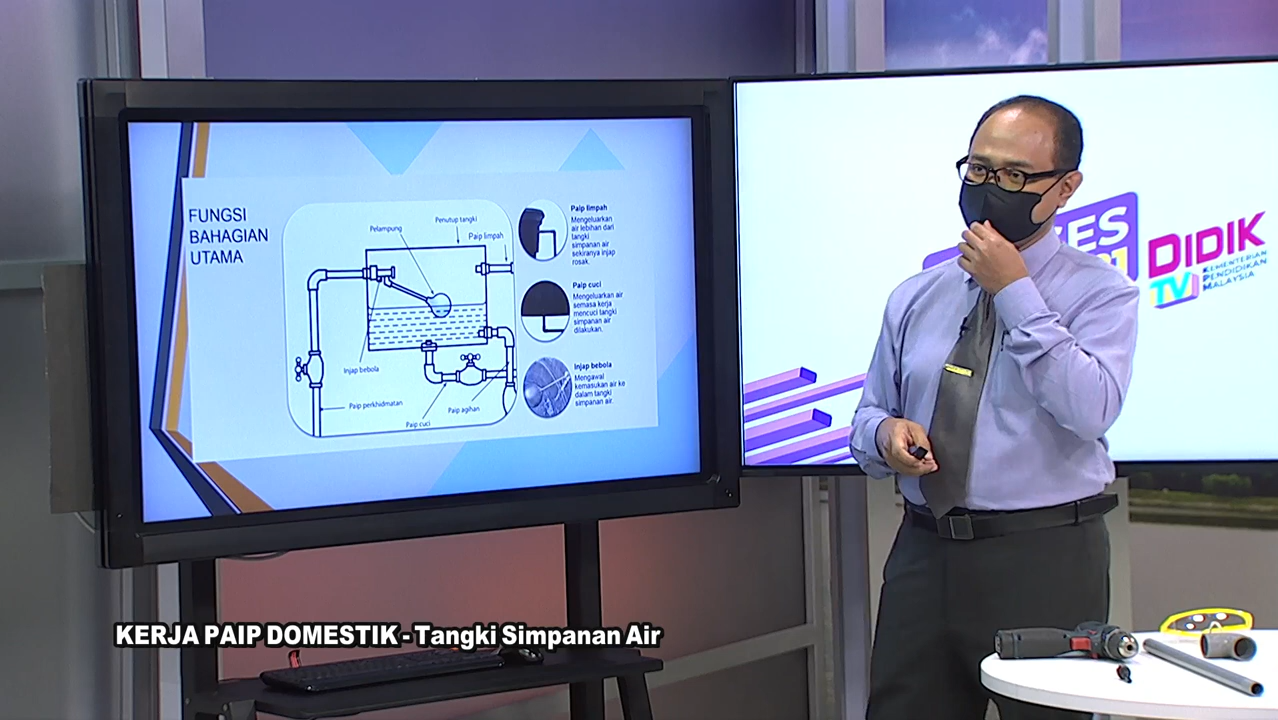 FUNGSI
BAHAGIAN
UTAMA
Pelampung
Penutup tangki
Paip limpah
Injap bebola
Paip perkhidmatan
Paip cuci
Paip agihan
Paip limpah
Mengeluarkan
air lebihan dari
tangki
simpanan air
sekiranya injap
rosak.
Paip cuci
Mengeluarkan air
semasa kerja
mencuci tangki
simpanan air
dilakukan.
Injap bebola
Mengawal
kemasukan air ke
dalam tangki
simpanan air.
DIDIK
TV
KEMENTERIAN
PENDIDIKAN
MALAYSIA
KERJA PAIP DOMESTIK - Tangki Simpanan Air